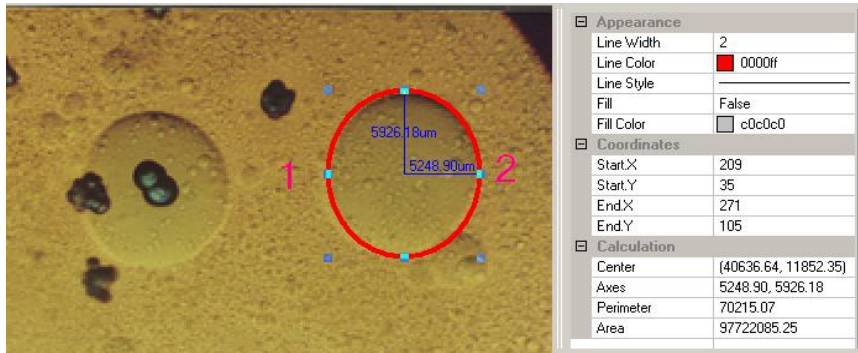 5926.18um
5248.90um
1
2
Appearance
Line Width 2
Line Color 0000ff
Line Style
Fill False
Fill Color c0c0c0
Coordinates
Start.X 209
Start.Y 35
End.X 271
End.Y 105
Calculation
Center (40636.64, 11852.35)
Axes 5248.90, 5926.18
Perimeter 70215.07
Area 97722085.25